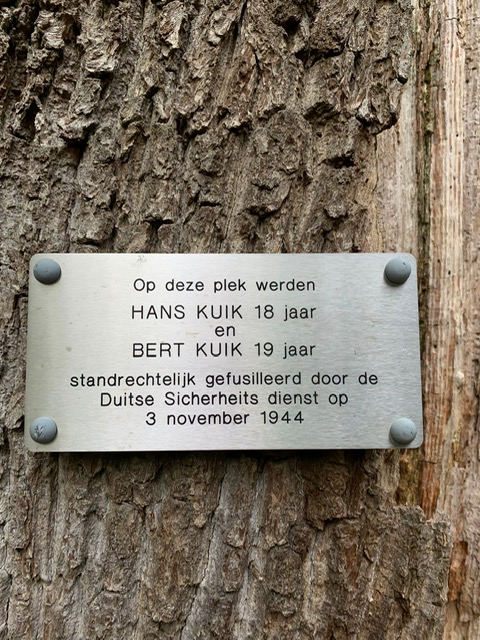 Op deze plek werden
HANS KUIK 18 jaar
en
BERT KUIK 19 jaar
standrechtelijk gefusilleerd door de
Duitse Sicherheits dienst op
3 november 1944